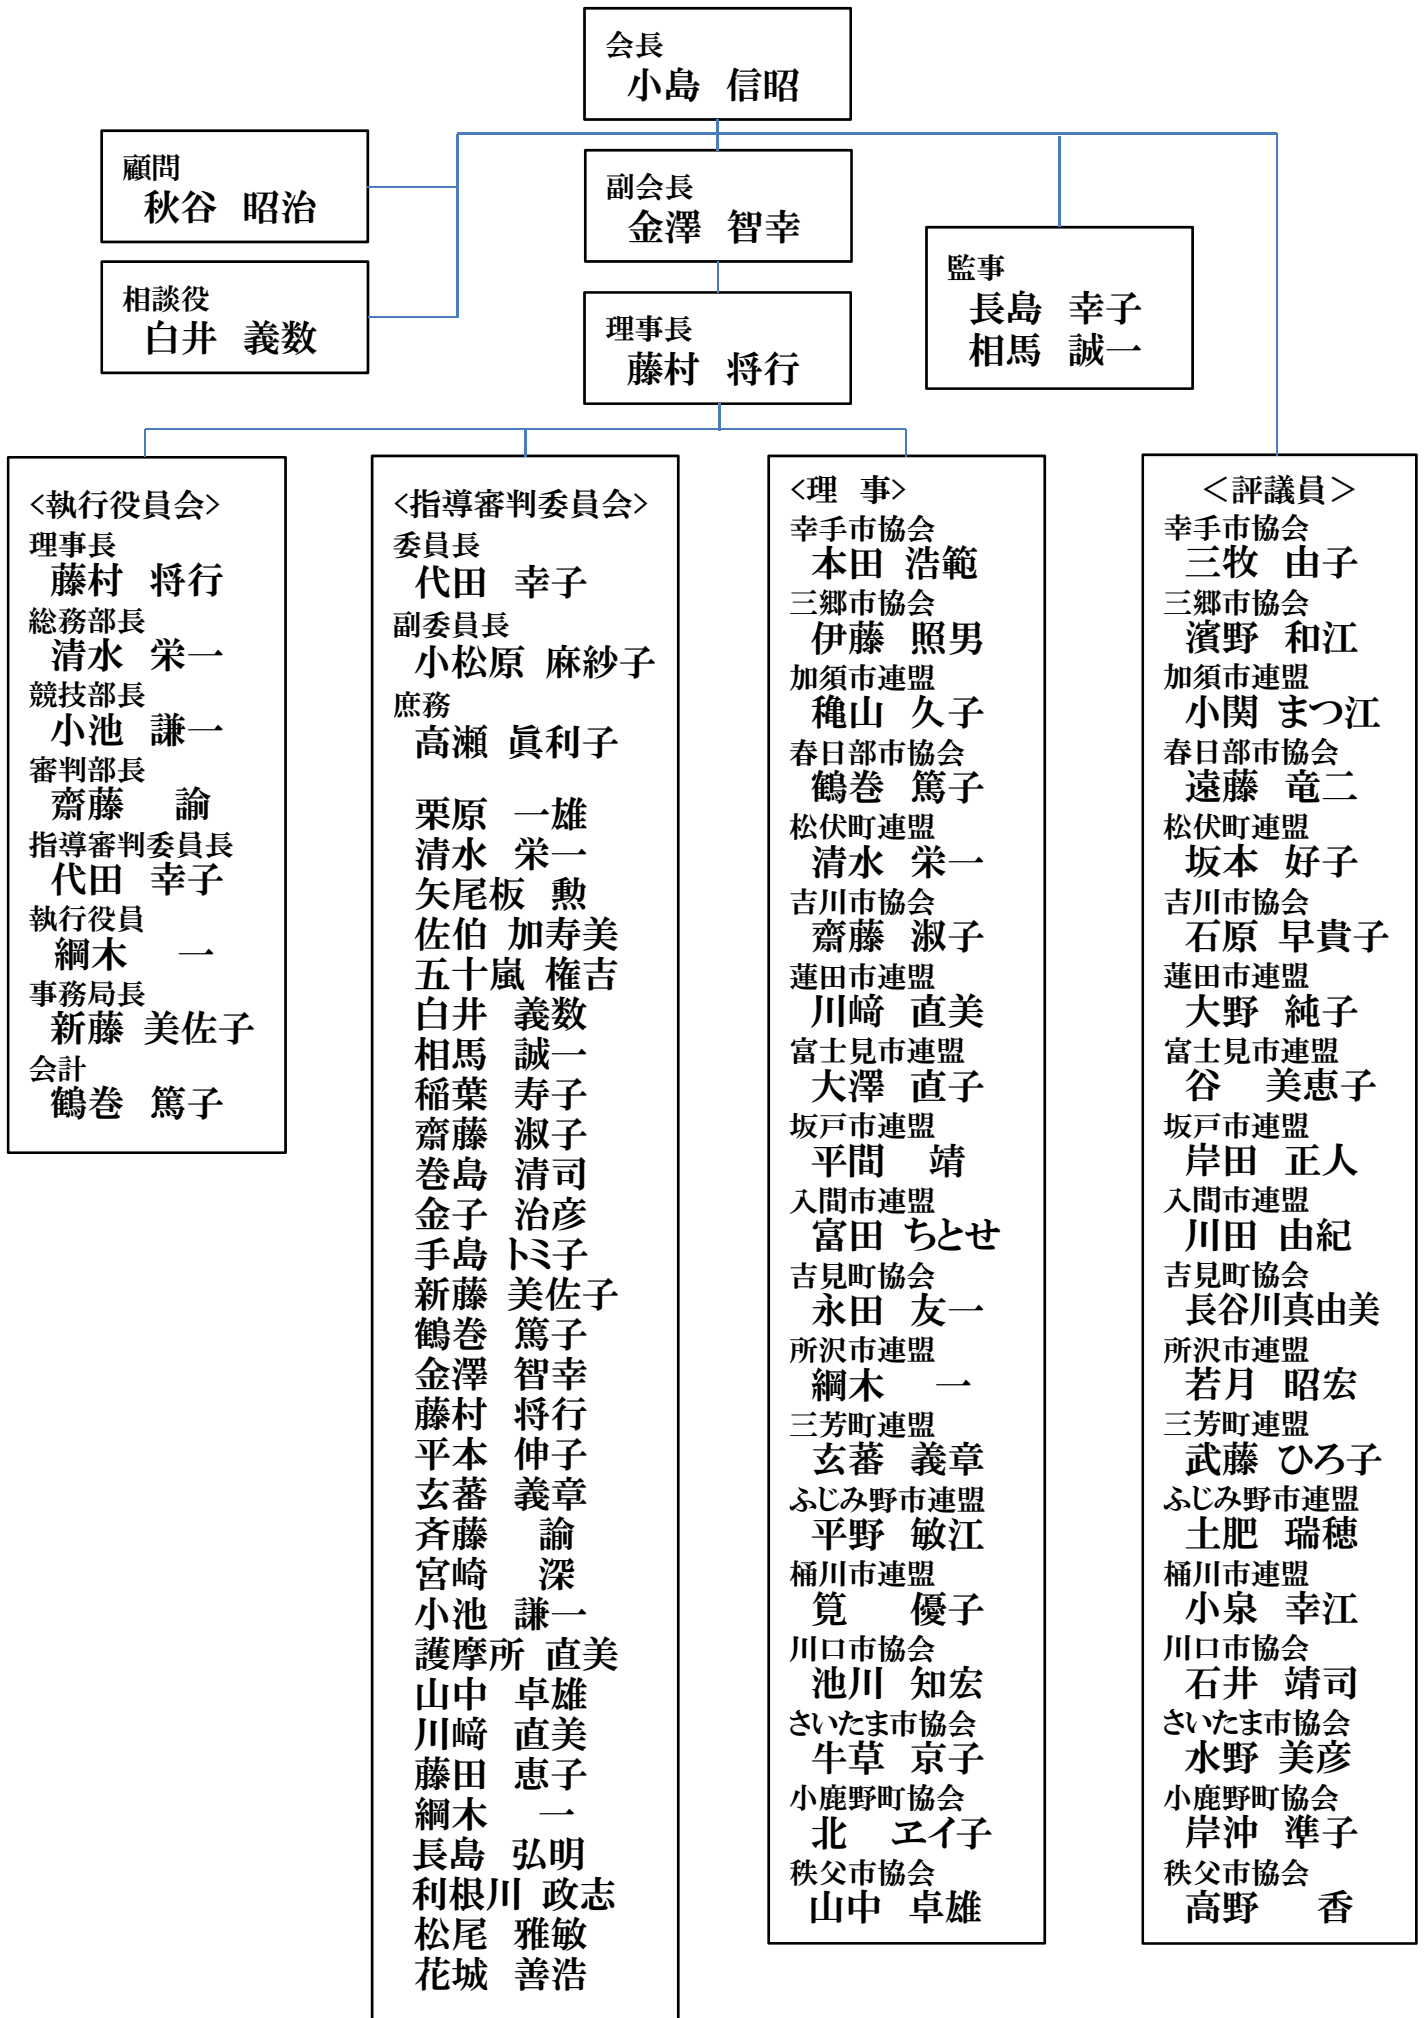 会長
小島 信昭
顧問
秋谷 昭治
副会長
金澤 智幸
監事
長島 幸子
相馬 誠一
相談役
白井 義数
理事長
藤村 将行
<執行役員会>
理事長
藤村 将行
総務部長
清水 栄一
競技部長
小池 謙一
審判部長
齋藤 諭
指導審判委員長
代田 幸子
執行役員
綱木 一
事務局長
新藤 美佐子
会計
鶴巻 篤子
<指導審判委員会>
委員長
代田 幸子
副委員長
小松原 麻紗子
庶務
高瀬 眞利子
栗原 一雄
清水 栄一
矢尾板 勲
佐伯 加寿美
五十嵐 権吉
白井 義数
相馬 誠一
稲葉 寿子
齋藤 淑子
巻島 清司
金子 治彦
手島 トミ子
新藤 美佐子
鶴巻 篤子
金澤 智幸
藤村 将行
平本 伸子
玄蕃 義章
斉藤 諭
宮崎 深
小池 謙一
護摩所 直美
山中 卓雄
川﨑 直美
藤田 恵子
綱木 一
長島 弘明
利根川 政志
松尾 雅敏
花城 善浩
<理 事>
幸手市協会
本田 浩範
三郷市協会
伊藤 照男
加須市連盟
穐山 久子
春日部市協会
鶴巻 篤子
松伏町連盟
清水 栄一
吉川市協会
齋藤 淑子
蓮田市連盟
川﨑 直美
富士見市連盟
大澤 直子
坂戸市連盟
平間 靖
入間市連盟
富田 ちとせ
吉見町協会
永田 友一
所沢市連盟
綱木 一
三芳町連盟
玄蕃 義章
ふじみ野市連盟
平野 敏江
桶川市連盟
筧 優子
川口市協会
池川 知宏
さいたま市協会
牛草 京子
小鹿野町協会
北 ヱイ子
秩父市協会
山中 卓雄
＜評議員＞
幸手市協会
三牧 由子
三郷市協会
濱野 和江
加須市連盟
小関 まつ江
春日部市協会
遠藤 竜二
松伏町連盟
坂本 好子
吉川市協会
石原 早貴子
蓮田市連盟
大野 純子
富士見市連盟
谷 美恵子
坂戸市連盟
岸田 正人
入間市連盟
川田 由紀
吉見町協会
長谷川真由美
所沢市連盟
若月 昭宏
三芳町連盟
武藤 ひろ子
ふじみ野市連盟
土肥 瑞穂
桶川市連盟
小泉 幸江
川口市協会
石井 靖司
さいたま市協会
水野 美彦
小鹿野町協会
岸沖 準子
秩父市協会
高野 香